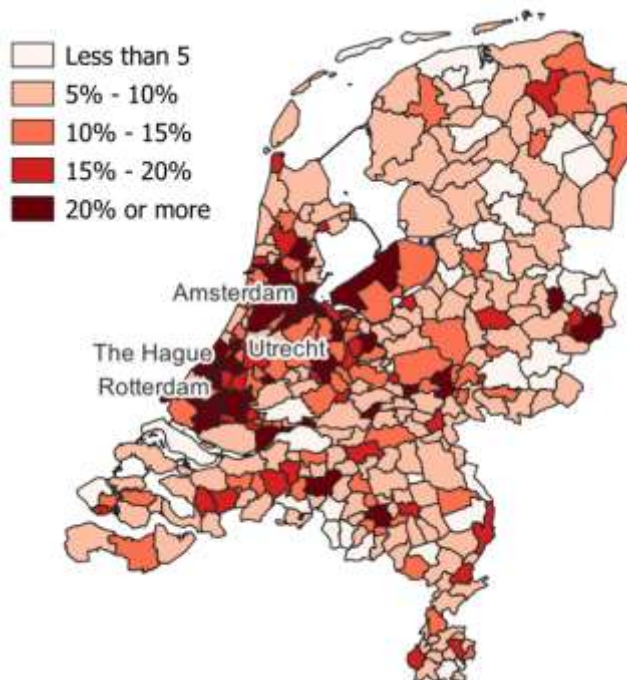 Less than 5
5% - 10%
10% - 15%
15% - 20%
20% or more
Amsterdam
The Hague
Utrecht
Rotterdam